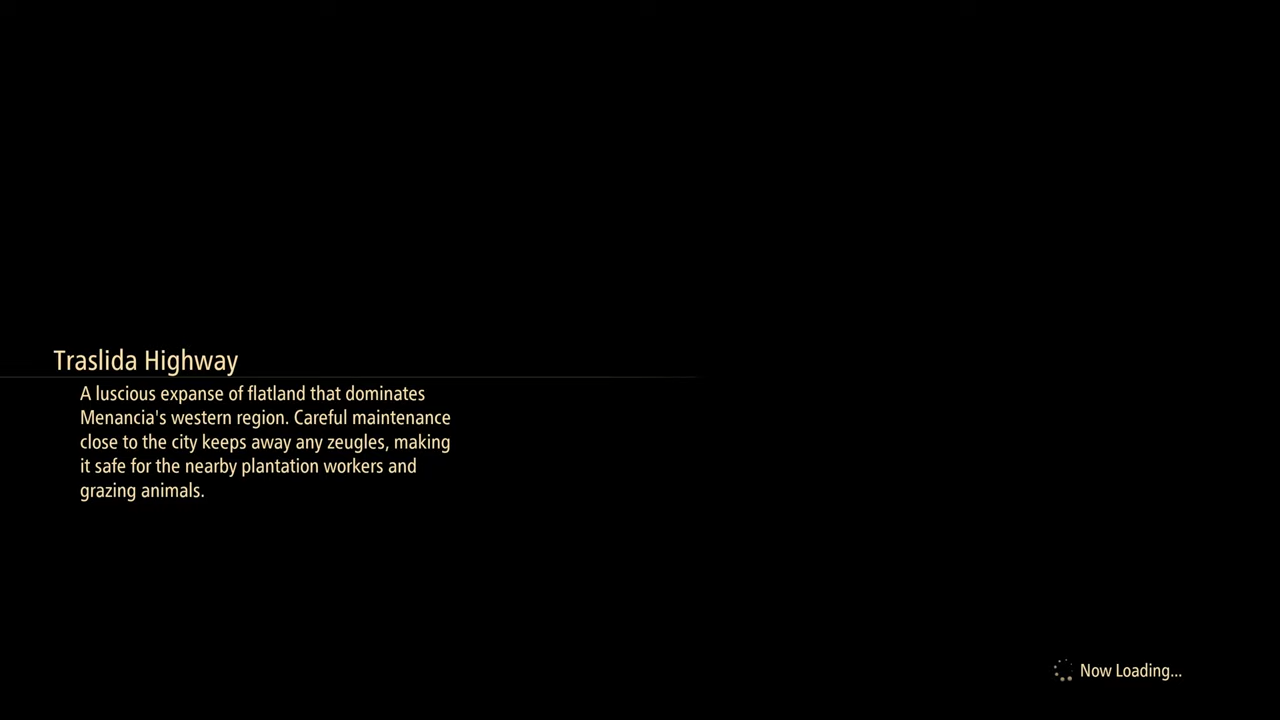 Traslida Highway
A luscious expanse of flatland that dominates
Menancia's western region. Careful maintenance
close to the city keeps away any zeugles, making
it safe for the nearby plantation workers and
grazing animals.
Now Loading...